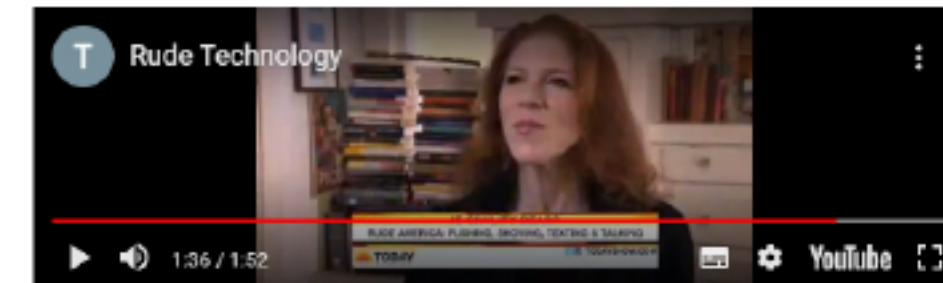 T Rude Technology
RUDE AMERICA: PUSHING, SHOVING, TEXTING & TALKING
TODAY
1:36 / 1:52 YouTube